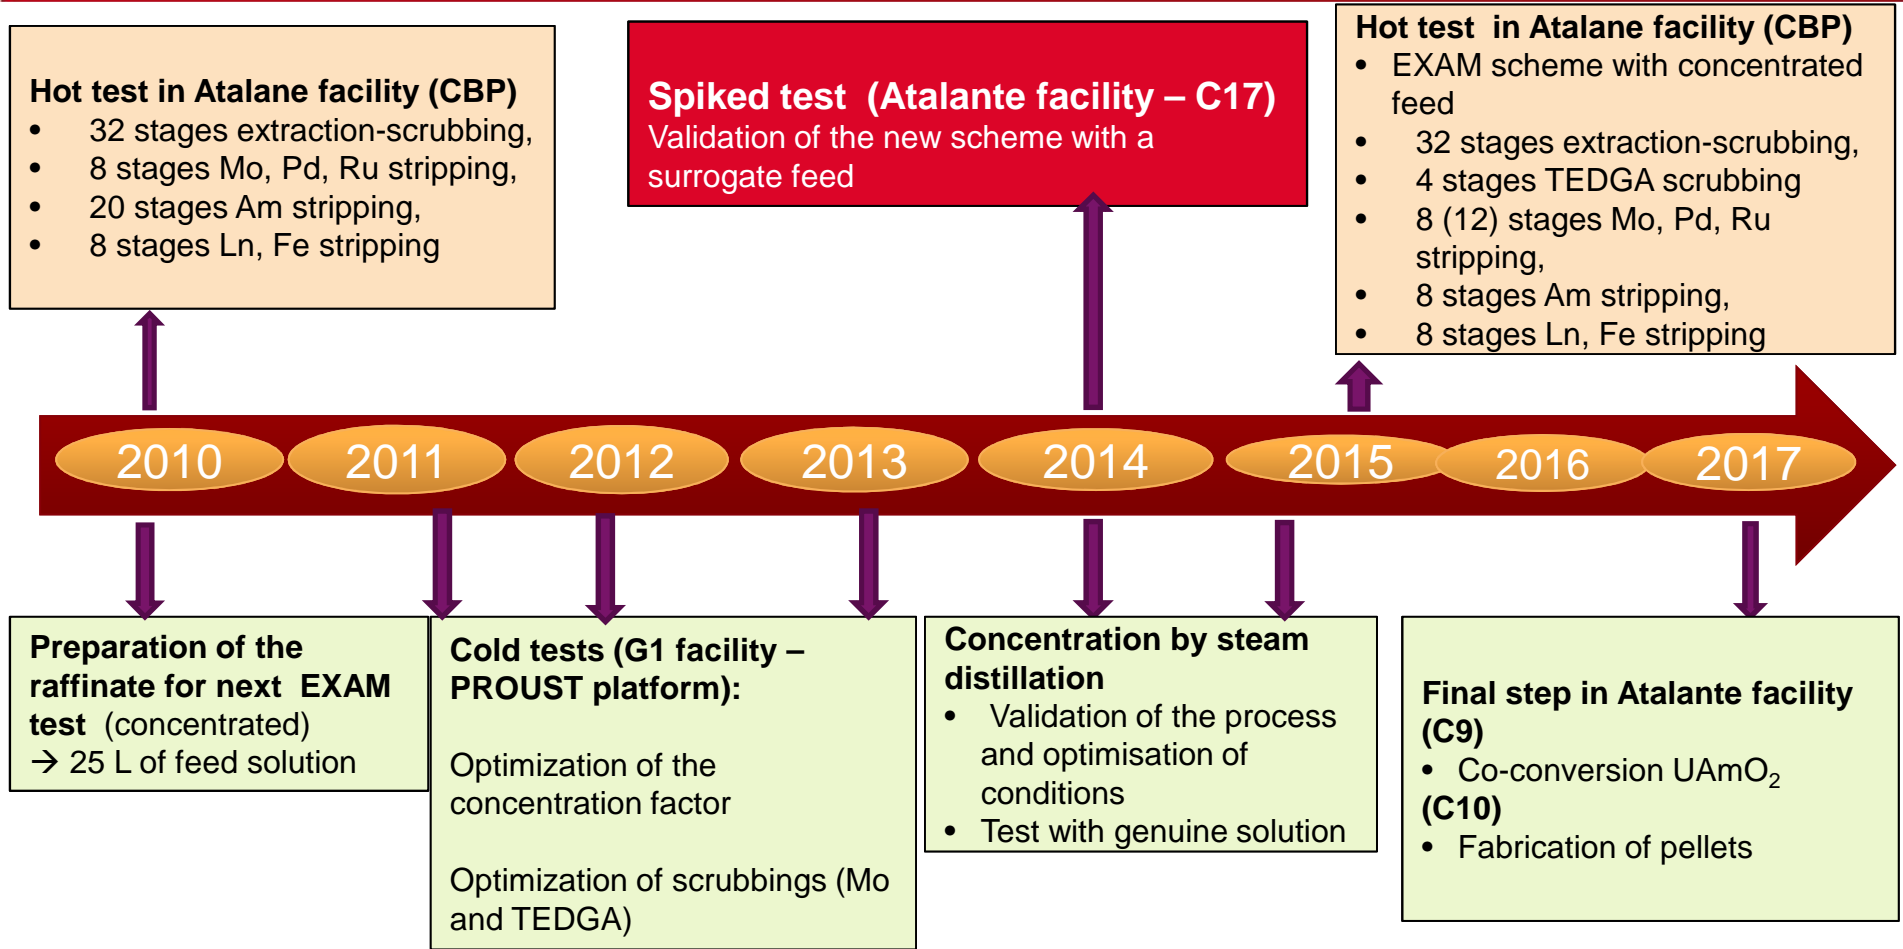 Hot test in Atalane facility (CBP)
• 32 stages extraction-scrubbing,
• 8 stages Mo, Pd, Ru stripping,
• 20 stages Am stripping,
• 8 stages Ln, Fe stripping
Spiked test (Atalante facility – C17)
Validation of the new scheme with a
surrogate feed
Hot test in Atalane facility (CBP)
• EXAM scheme with concentrated
feed
• 32 stages extraction-scrubbing,
• 4 stages TEDGA scrubbing
• 8 (12) stages Mo, Pd, Ru
stripping,
• 8 stages Am stripping,
• 8 stages Ln, Fe stripping
2010 2011 2012 2013 2014 2015 2016 2017
Preparation of the
raffinate for next EXAM
test (concentrated)
→ 25 L of feed solution
Cold tests (G1 facility –
PROUST platform):
Optimization of the
concentration factor
Optimization of scrubbings (Mo
and TEDGA)
Concentration by steam
distillation
• Validation of the process
and optimisation of
conditions
• Test with genuine solution
Final step in Atalante facility
(C9)
• Co-conversion UAmO₂
(C10)
• Fabrication of pellets